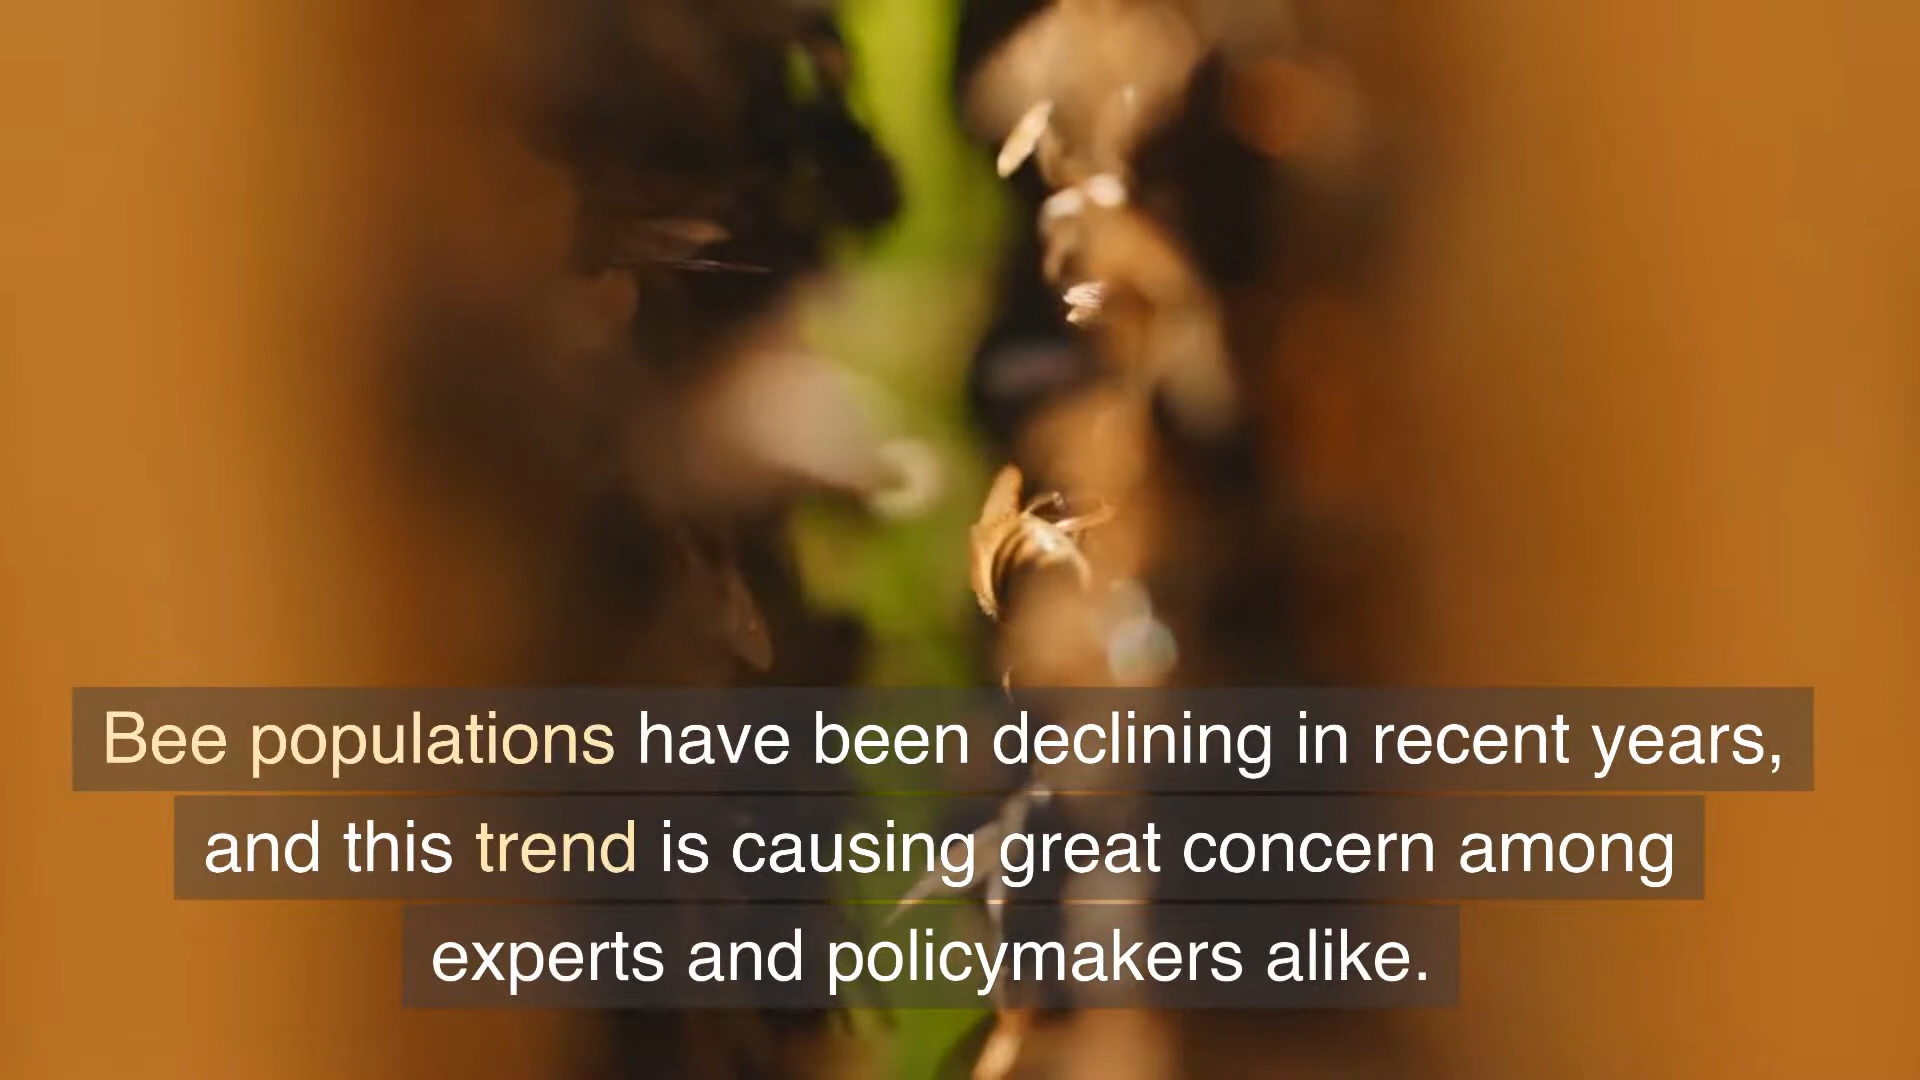 Bee populations have been declining in recent years,
and this trend is causing great concern among
experts and policymakers alike.